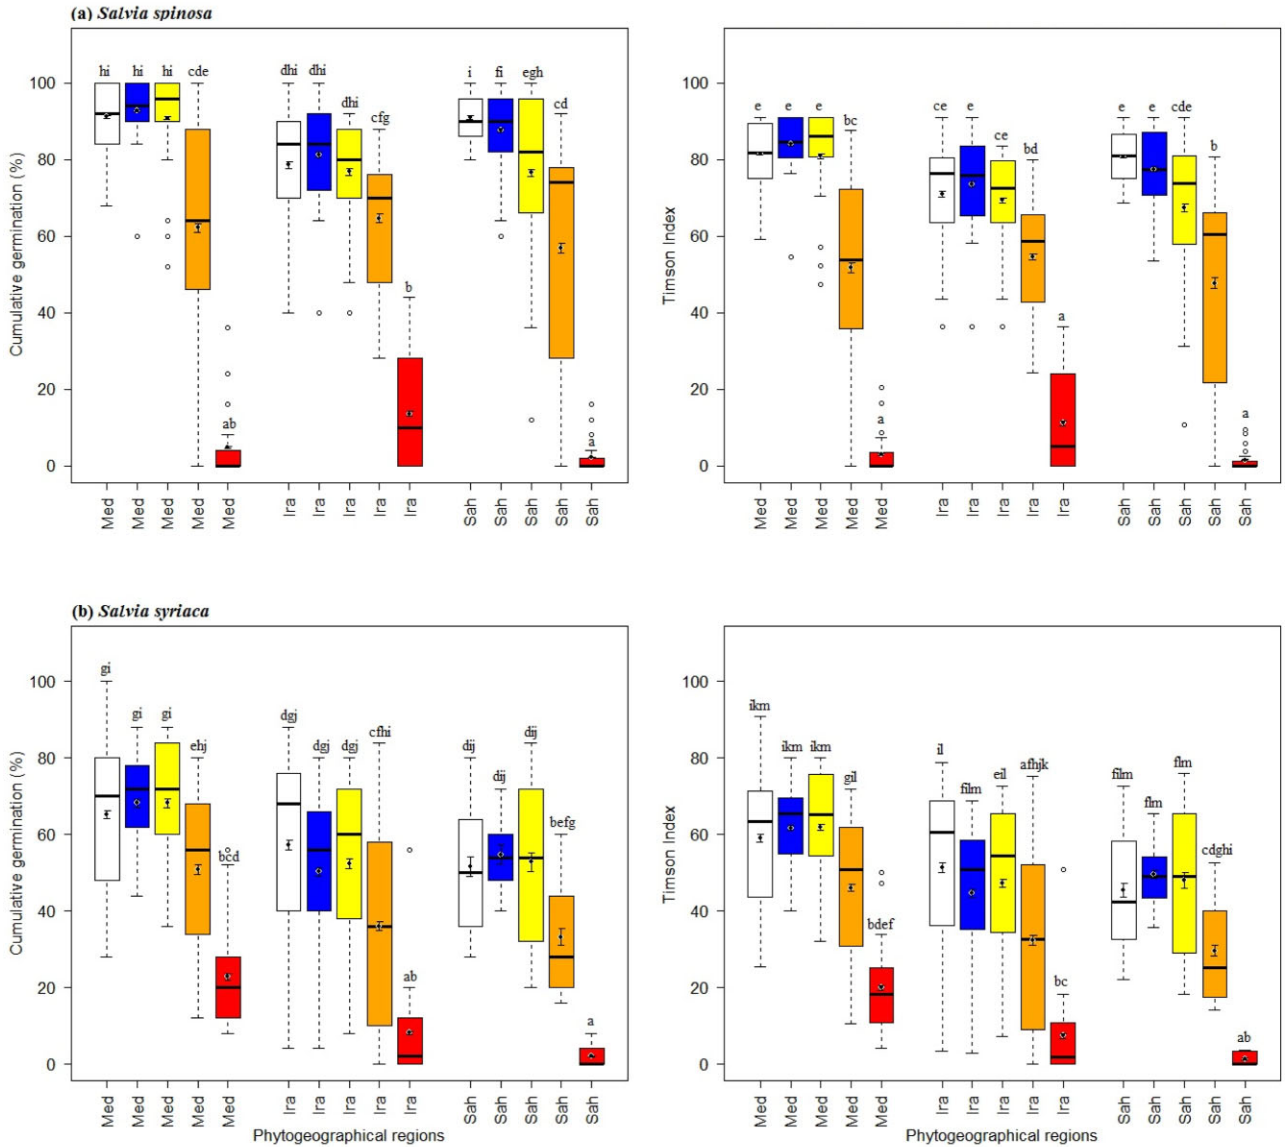 (a) Salvia spinosa
Cumulative germination (%)
100
80
60
40
20
0
hi hi hi cde ab
dhi dhi dhi cfg b
i fi egh cd a
Med Med Med Med Med Ira Ira Ira Ira Ira Sah Sah Sah Sah Sah
Timson Index
100
80
60
40
20
0
e e e bc a
ce e ce bd a
e e cde b a
Med Med Med Med Med Ira Ira Ira Ira Ira Sah Sah Sah Sah Sah
(b) Salvia syriaca
Cumulative germination (%)
100
80
60
40
20
0
gi gi gi ehj bcd
dgj dgj dgj cfhi ab
dij dij dij befg a
Med Med Med Med Med Ira Ira Ira Ira Ira Sah Sah Sah Sah Sah
Phytogeographical regions
Timson Index
100
80
60
40
20
0
ikm ikm ikm gil bdef
il film eil afhjk bc
film flm flm cdghi ab
Med Med Med Med Med Ira Ira Ira Ira Ira Sah Sah Sah Sah Sah
Phytogeographical regions